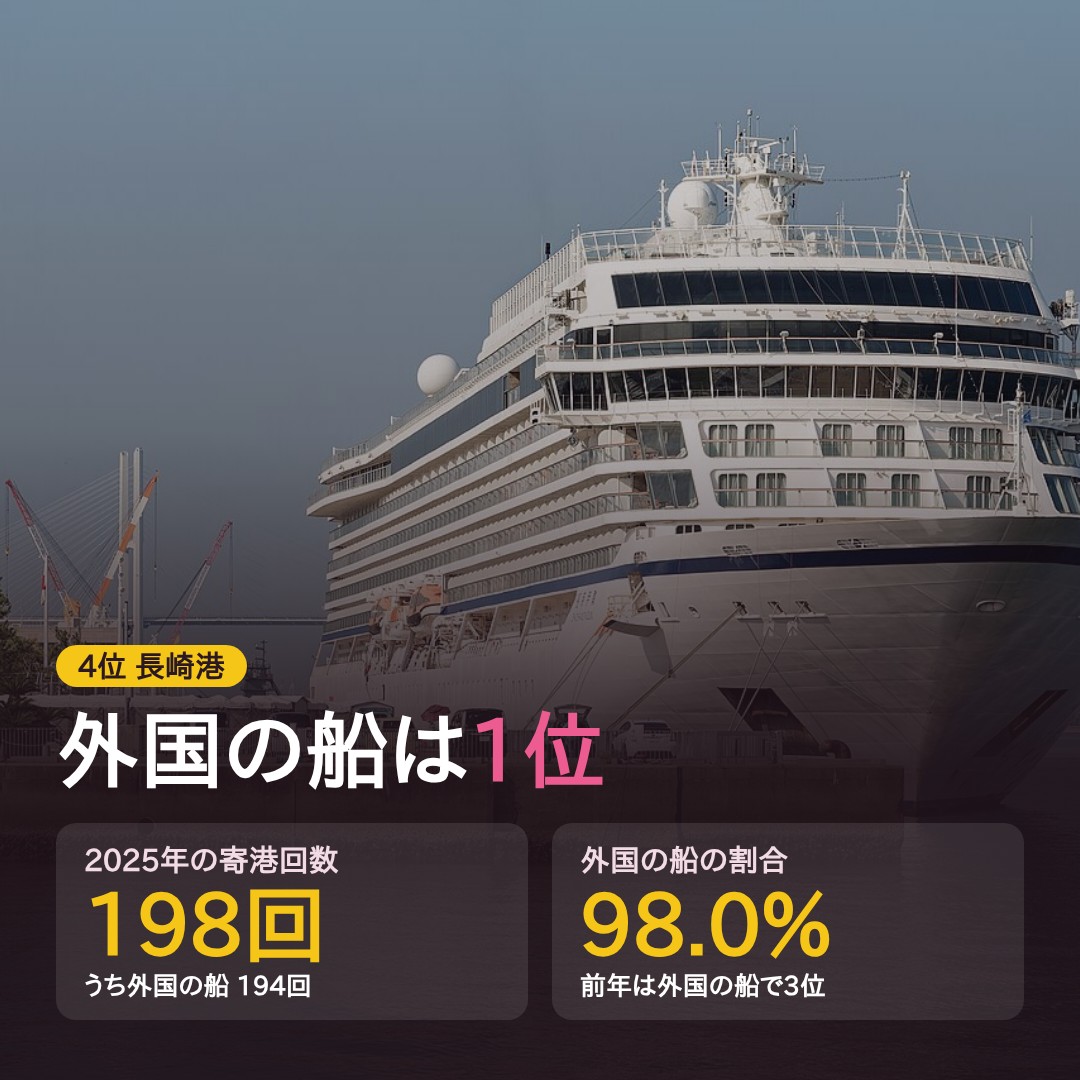 4位 長崎港
外国の船は1位
2025年の寄港回数
198回
うち外国の船 194回
外国の船の割合
98.0%
前年は外国の船で3位